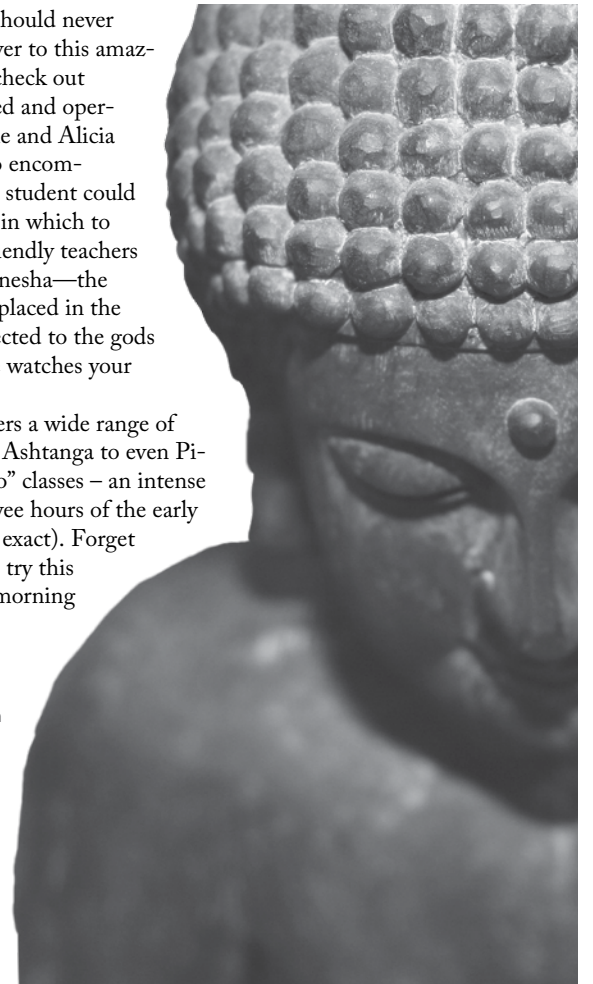 hould never
ver to this amaz-
check out
ed and oper-
e and Alicia
encom-
student could
in which to
iendly teachers
nesha—the
placed in the
ected to the gods
watches your
ers a wide range of
Ashtanga to even Pi-
o” classes – an intense
wee hours of the early
exact). Forget
try this
morning